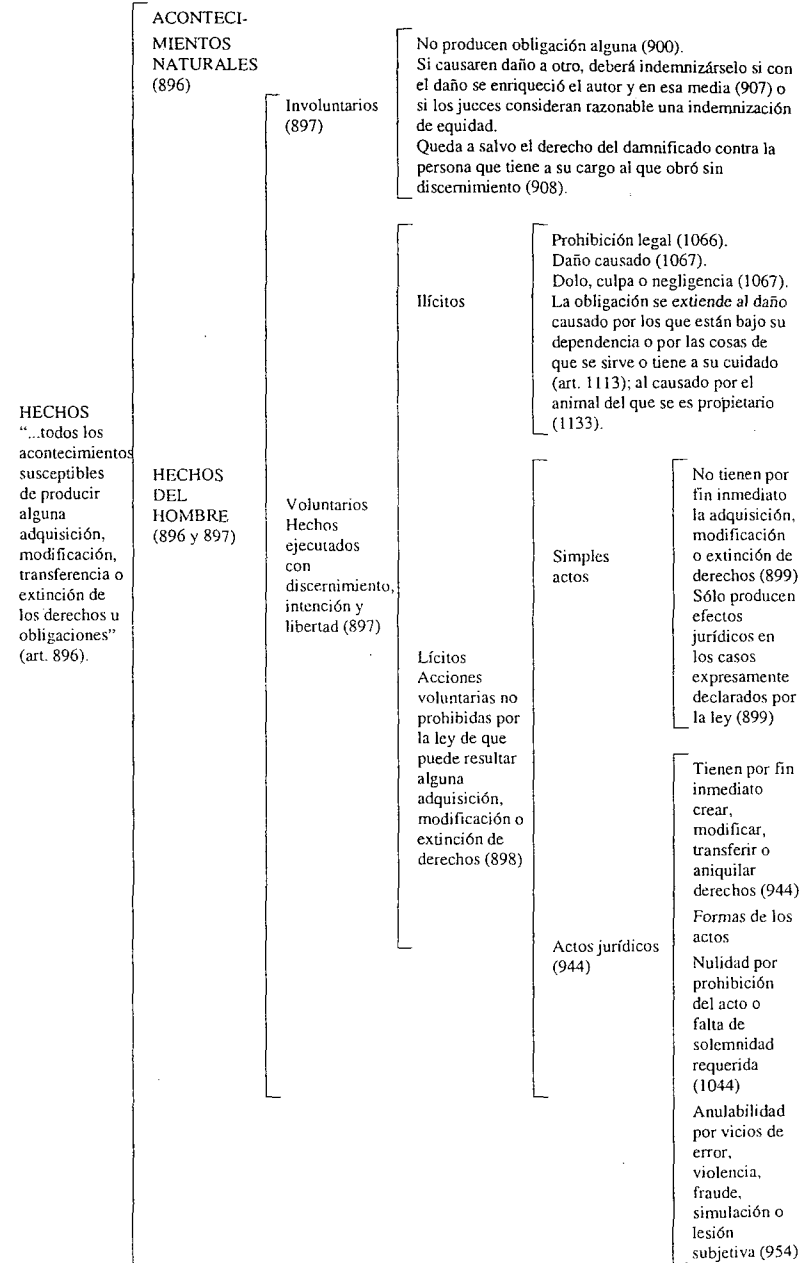 ACONTECI-
MIENTOS
NATURALES
(896)
No producen obligación alguna (900).
Si causaren daño a otro, deberá indemnizárselo si con
el daño se enriqueció el autor y en esa media (907) o
si los jueces consideran razonable una indemnización
de equidad.
Queda a salvo el derecho del damnificado contra la
persona que tiene a su cargo al que obró sin
discernimiento (908).
Involuntarios
(897)
Prohibición legal (1066).
Daño causado (1067).
Dolo, culpa o negligencia (1067).
La obligación se extiende al daño
causado por los que están bajo su
dependencia o por las cosas de
que se sirve o tiene a su cuidado
(art. 1113); al causado por el
animal del que se es propietario
(1133).
Ilícitos
HECHOS
“...todos los
acontecimientos
susceptibles
de producir
alguna
adquisición,
modificación,
transferencia o
extinción de
los derechos u
obligaciones”
(art. 896).
HECHOS
DEL
HOMBRE
(896 y 897)
Voluntarios
Hechos
ejecutados
con
discernimiento,
intención y
libertad (897)
Lícitos
Acciones
voluntarias no
prohibidas por
la ley de que
puede resultar
alguna
adquisición,
modificación o
extinción de
derechos (898)
Simples
actos
No tienen por
fin inmediato
la adquisición,
modificación
o extinción de
derechos (899)
Sólo producen
efectos
jurídicos en
los casos
expresamente
declarados por
la ley (899)
Actos jurídicos
(944)
Tienen por fin
inmediato
crear,
modificar,
transferir o
aniquilar
derechos (944)
Formas de los
actos
Nulidad por
prohibición
del acto o
falta de
solemnidad
requerida
(1044)
Anulabilidad
por vicios de
error,
violencia,
fraude,
simulación o
lesión
subjetiva (954)